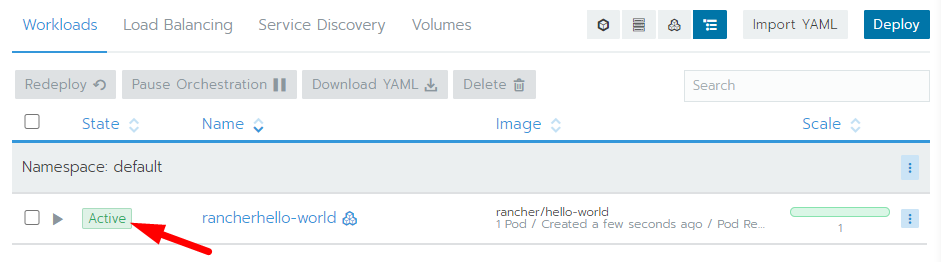 Workloads Load Balancing Service Discovery Volumes Import YAML Deploy
Redeploy Pause Orchestration Download YAML Delete Search
State Name Image Scale
Namespace: default
Active rancherhello-world rancher/hello-world
1 Pod / Created a few seconds ago / Pod Re...
1